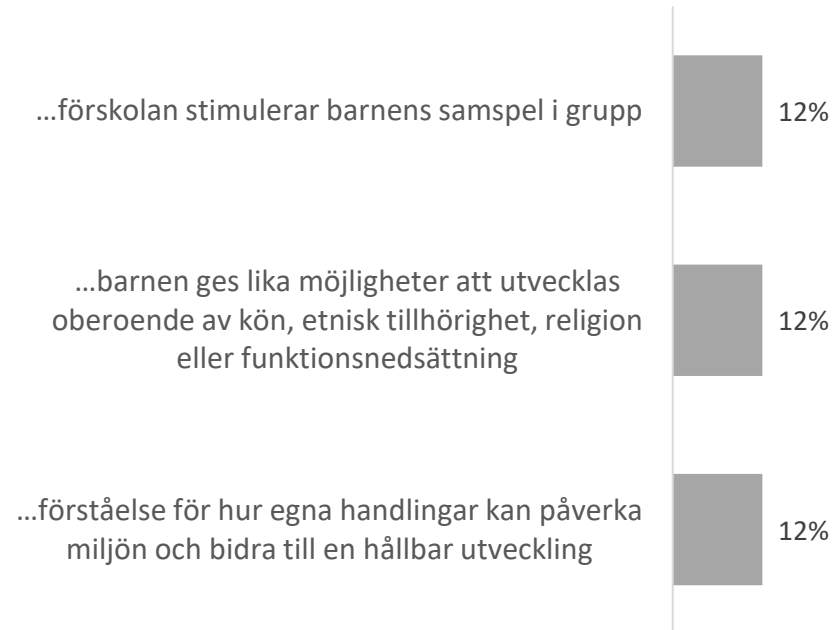 …förskolan stimulerar barnens samspel i grupp
12%
…barnen ges lika möjligheter att utvecklas
oberoende av kön, etnisk tillhörighet, religion
eller funktionsnedsättning
12%
…förståelse för hur egna handlingar kan påverka
miljön och bidra till en hållbar utveckling
12%